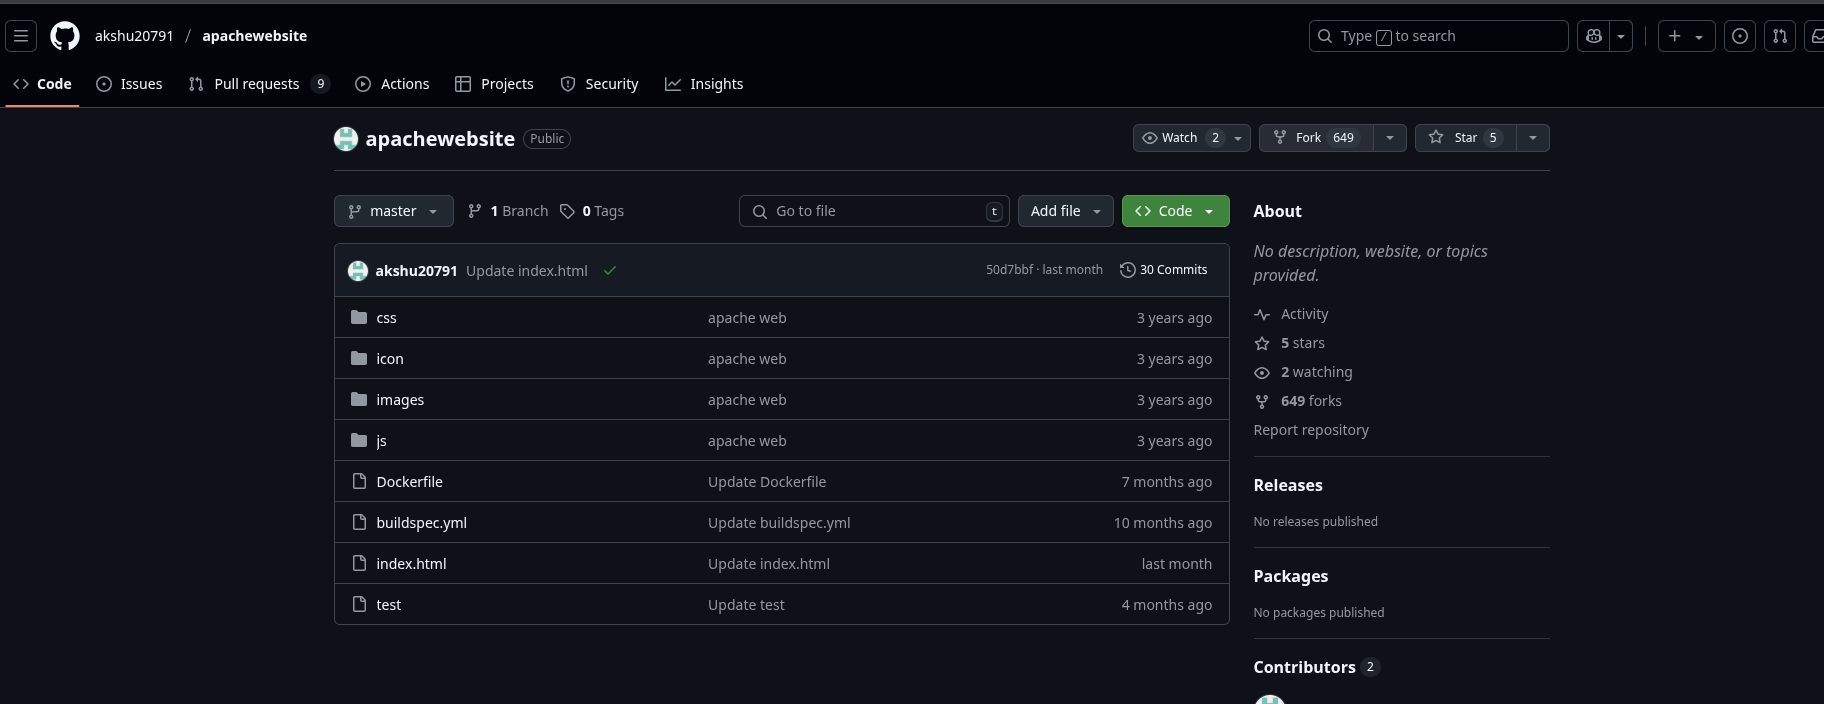 akshu20791 / apachewebsite
Type / to search
Code Issues Pull requests 9 Actions Projects Security Insights
apachewebsite Public
Watch 2 Fork 649 Star 5
master 1 Branch 0 Tags
Go to file t Add file Code
akshu20791 Update index.html 50d7bbf · last month 30 Commits
css apache web 3 years ago
icon apache web 3 years ago
images apache web 3 years ago
js apache web 3 years ago
Dockerfile Update Dockerfile 7 months ago
buildspec.yml Update buildspec.yml 10 months ago
index.html Update index.html last month
test Update test 4 months ago
About
No description, website, or topics
provided.
Activity
5 stars
2 watching
649 forks
Report repository
Releases
No releases published
Packages
No packages published
Contributors 2